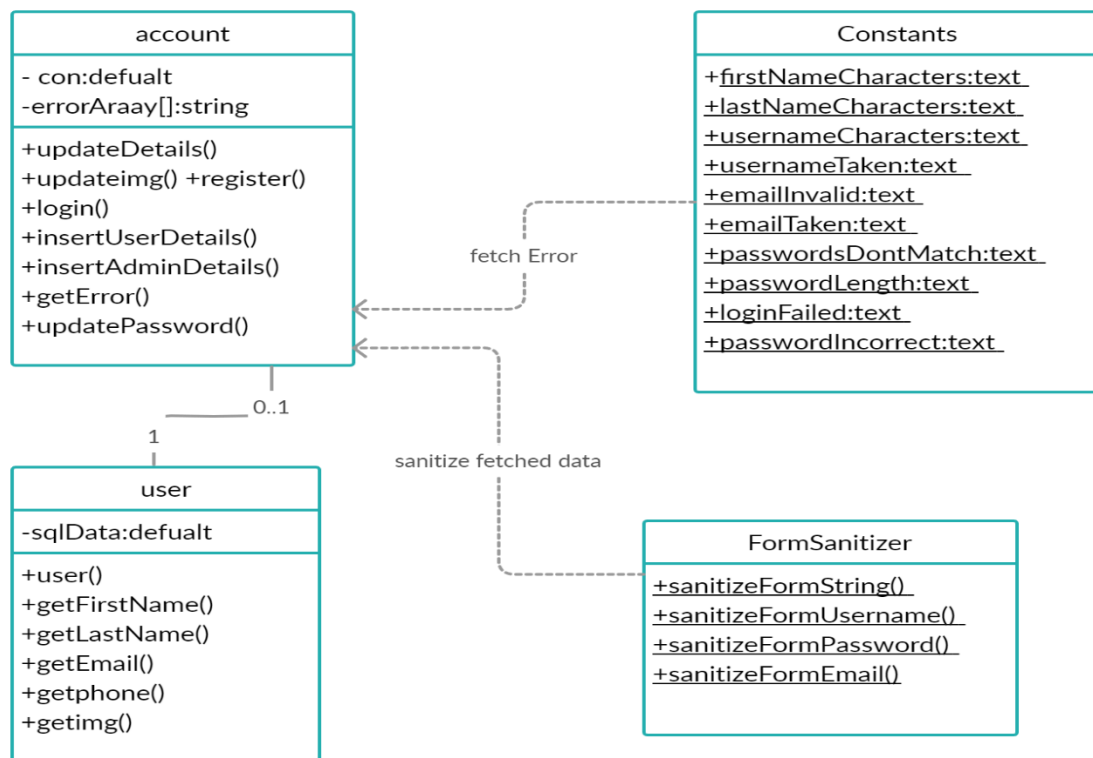 account
- con:defualt
-errorAraay[]:string
+updateDetails()
+updateimg() +register()
+login()
+insertUserDetails()
+insertAdminDetails()
+getError()
+updatePassword()
Constants
+firstNameCharacters:text
+lastNameCharacters:text
+usernameCharacters:text
+usernameTaken:text
+emailInvalid:text
+emailTaken:text
+passwordsDontMatch:text
+passwordLength:text
+loginFailed:text
+passwordIncorrect:text
fetch Error
0..1
1
sanitize fetched data
user
-sqlData:defualt
+user()
+getFirstName()
+getLastName()
+getEmail()
+getphone()
+getimg()
FormSanitizer
+sanitizeFormString()
+sanitizeFormUsername()
+sanitizeFormPassword()
+sanitizeFormEmail()